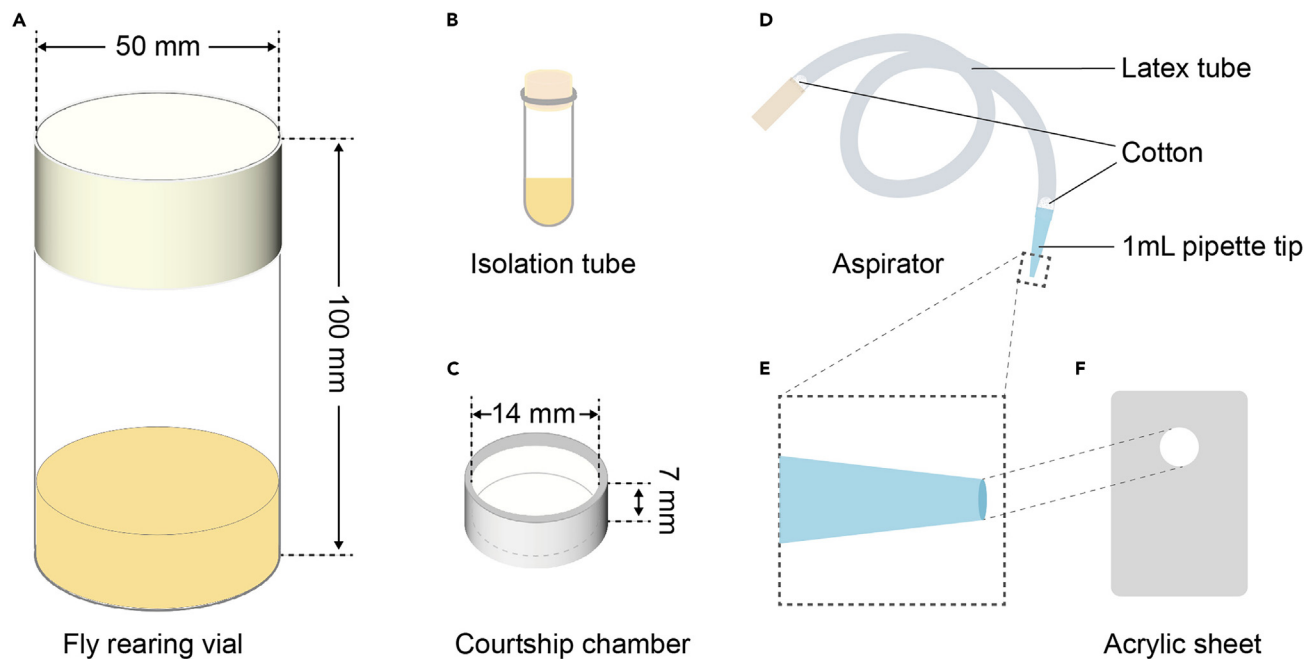 A
50 mm
100 mm
Fly rearing vial
B
Isolation tube
C
14 mm
7 mm
Courtship chamber
D
Latex tube
Cotton
1mL pipette tip
Aspirator
E
F
Acrylic sheet